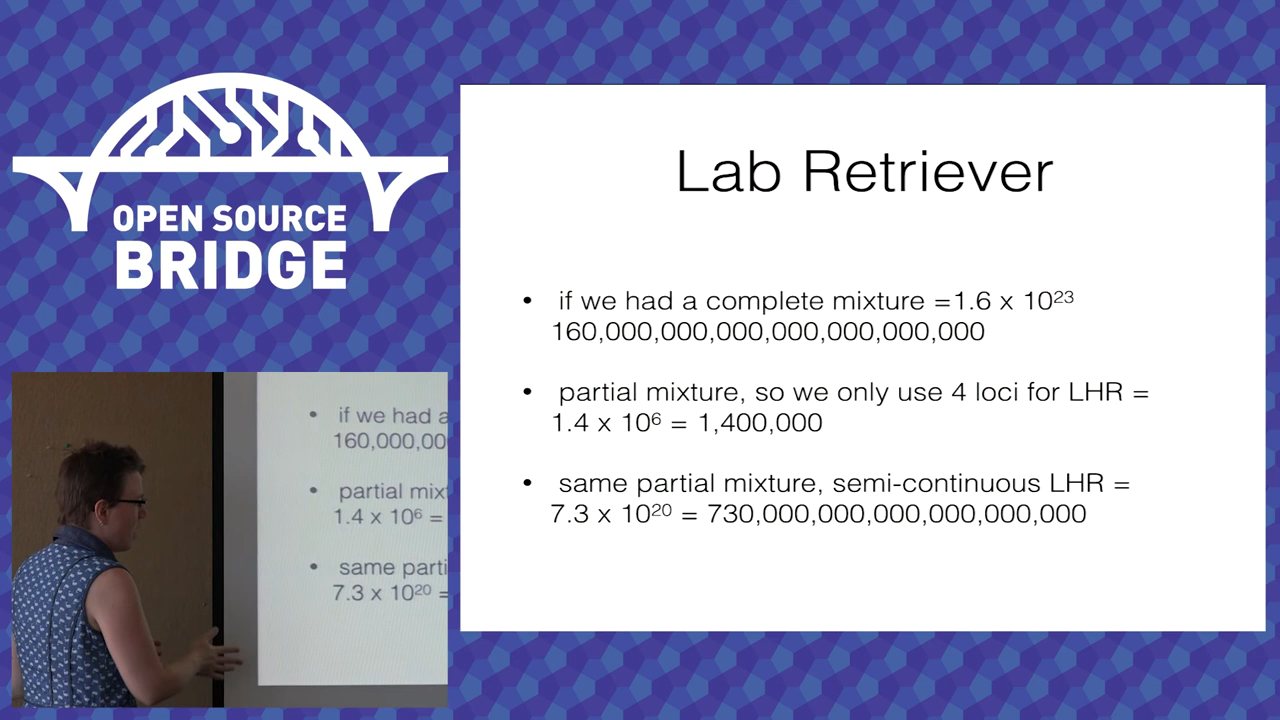 OPEN SOURCE
BRIDGE
Lab Retriever
• if we had a complete mixture =1.6 x 10²³
160,000,000,000,000,000,000,000
• partial mixture, so we only use 4 loci for LHR =
1.4 x 10⁶ = 1,400,000
• same partial mixture, semi-continuous LHR =
7.3 x 10²⁰ = 730,000,000,000,000,000,000
• if we had a
160,000,00
• partial mixt
1.4 x 10⁶ =
• same parti
7.3 x 10²⁰ =